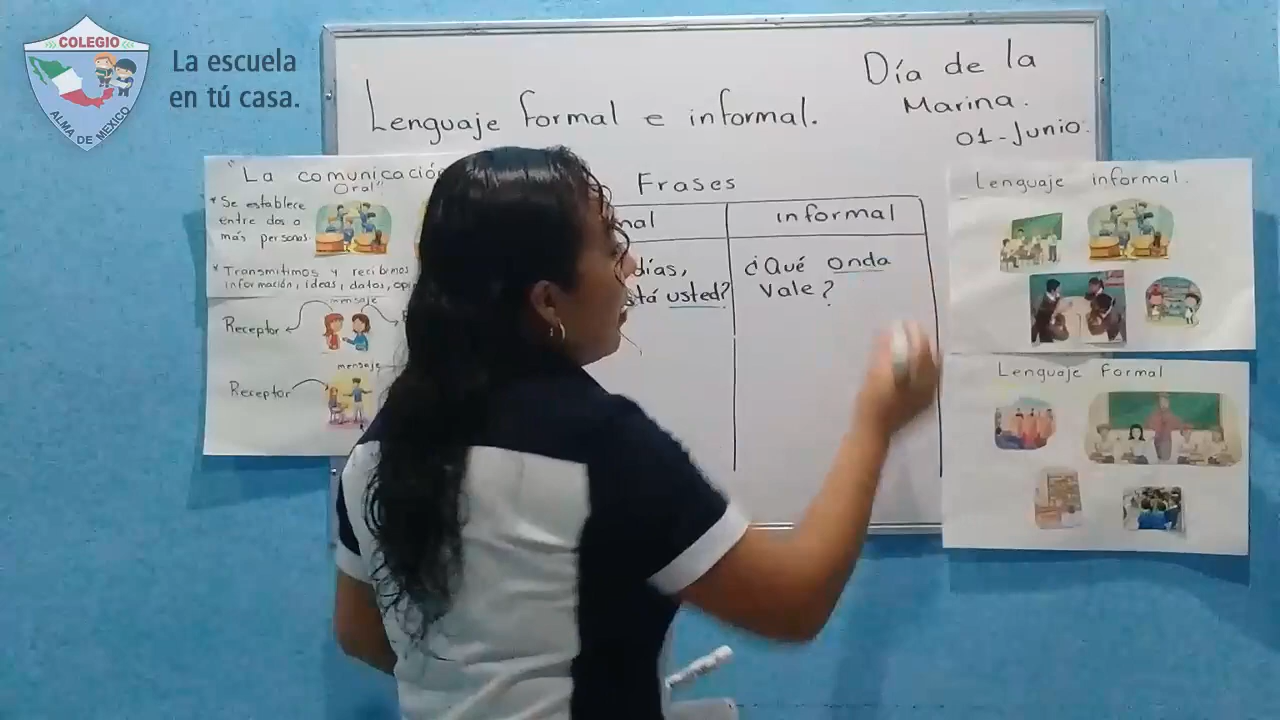 COLEGIO
ALMA DE MEXICO
La escuela
en tú casa.
Lenguaje formal e informal.
Día de la
Marina.
01-Junio.
"La comunicación
Oral"
* Se establece
entre dos o
más personas.
* Transmitimos y recibimos
información, ideas, datos,
mensaje
Receptor
mensaje
Receptor
Frases
informal
días,
usted?
¿Qué onda
vale?
Lenguaje informal.
Lenguaje Formal